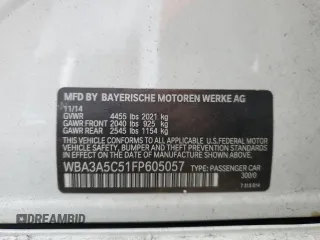 MFD BY BAYERISCHE MOTOREN WERKE AG
11/14
GVWR 4455 lbs 2021 kg
GAWR FRONT 2040 lbs 925 kg
GAWR REAR 2545 lbs 1154 kg
THIS VEHICLE CONFORMS TO ALL APPLICABLE
U.S. FEDERAL MOTOR VEHICLE SAFETY, BUMPER
AND THEFT PREVENTION STANDARDS IN EFFECT ON
THE DATE OF MANUFACTURE SHOWN ABOVE.
WBA3A5C51FP605057 TYPE: PASSENGER CAR
DREAMBID